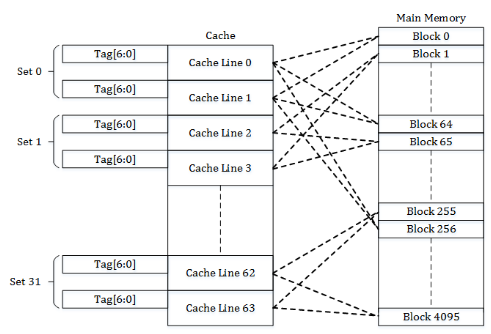 Cache
Main Memory
Set 0
Tag[6:0]
Cache Line 0
Tag[6:0]
Cache Line 1
Set 1
Tag[6:0]
Cache Line 2
Tag[6:0]
Cache Line 3
Set 31
Tag[6:0]
Cache Line 62
Tag[6:0]
Cache Line 63
Block 0
Block 1
Block 64
Block 65
Block 255
Block 256
Block 4095